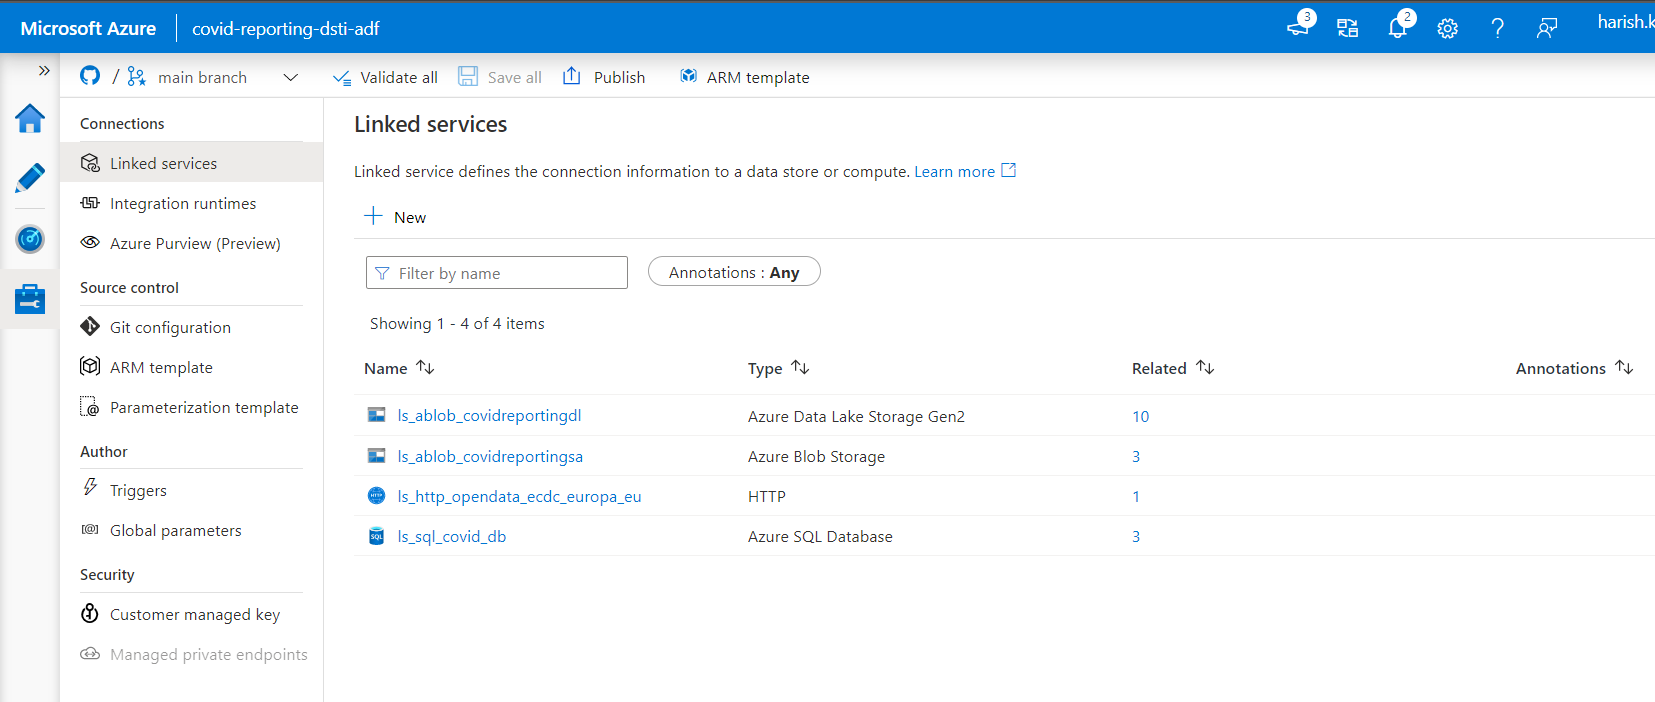 Microsoft Azure covid-reporting-dsti-adf 3 2 harish.k
/ main branch Validate all Save all Publish ARM template
Connections
Linked services
Integration runtimes
Azure Purview (Preview)
Source control
Git configuration
ARM template
Parameterization template
Author
Triggers
Global parameters
Security
Customer managed key
Managed private endpoints
Linked services
Linked service defines the connection information to a data store or compute. Learn more
New
Filter by name Annotations : Any
Showing 1 - 4 of 4 items
Name Type Related Annotations
ls_ablob_covidreportingdl Azure Data Lake Storage Gen2 10
ls_ablob_covidreportingsa Azure Blob Storage 3
HTTP ls_http_opendata_ecdc_europa_eu HTTP 1
SQL ls_sql_covid_db Azure SQL Database 3